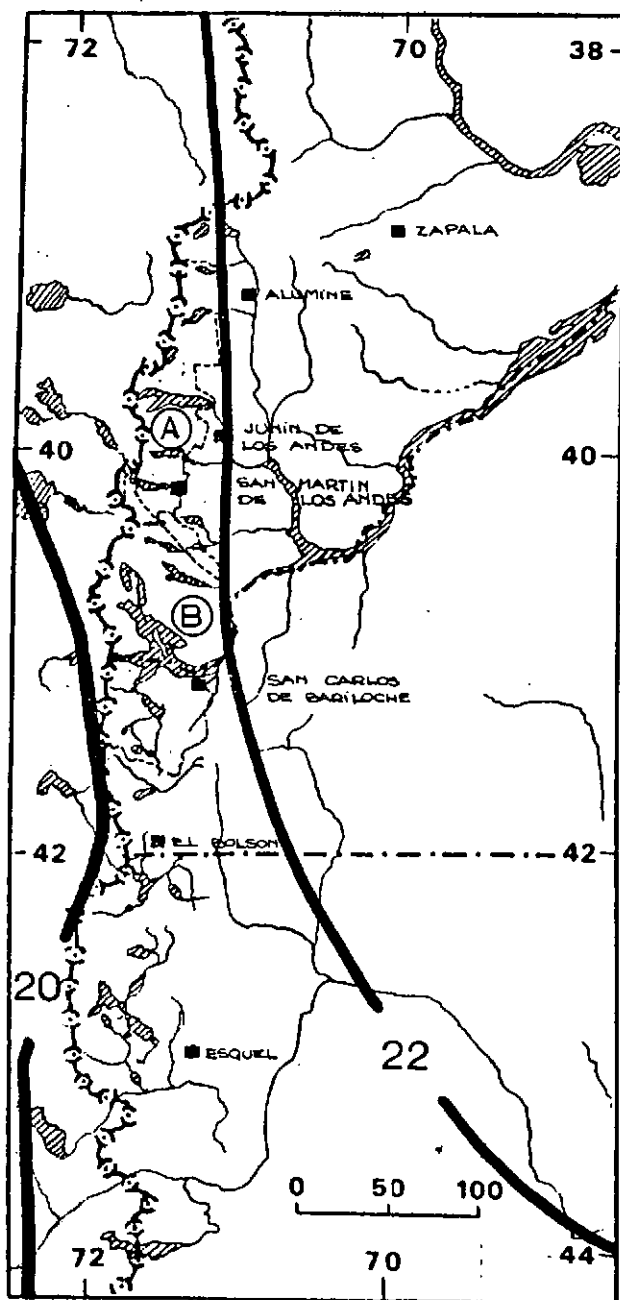 72 70 38
ZAPALA
ALUMINE
A
JUNIN DE
LOS ANDES
40 40
SAN MARTIN
DE LOS ANDES
B
SAN CARLOS
DE BARILOCHE
EL BOLSON
42 42
20
ESQUEL
22
0 50 100
72 70 44